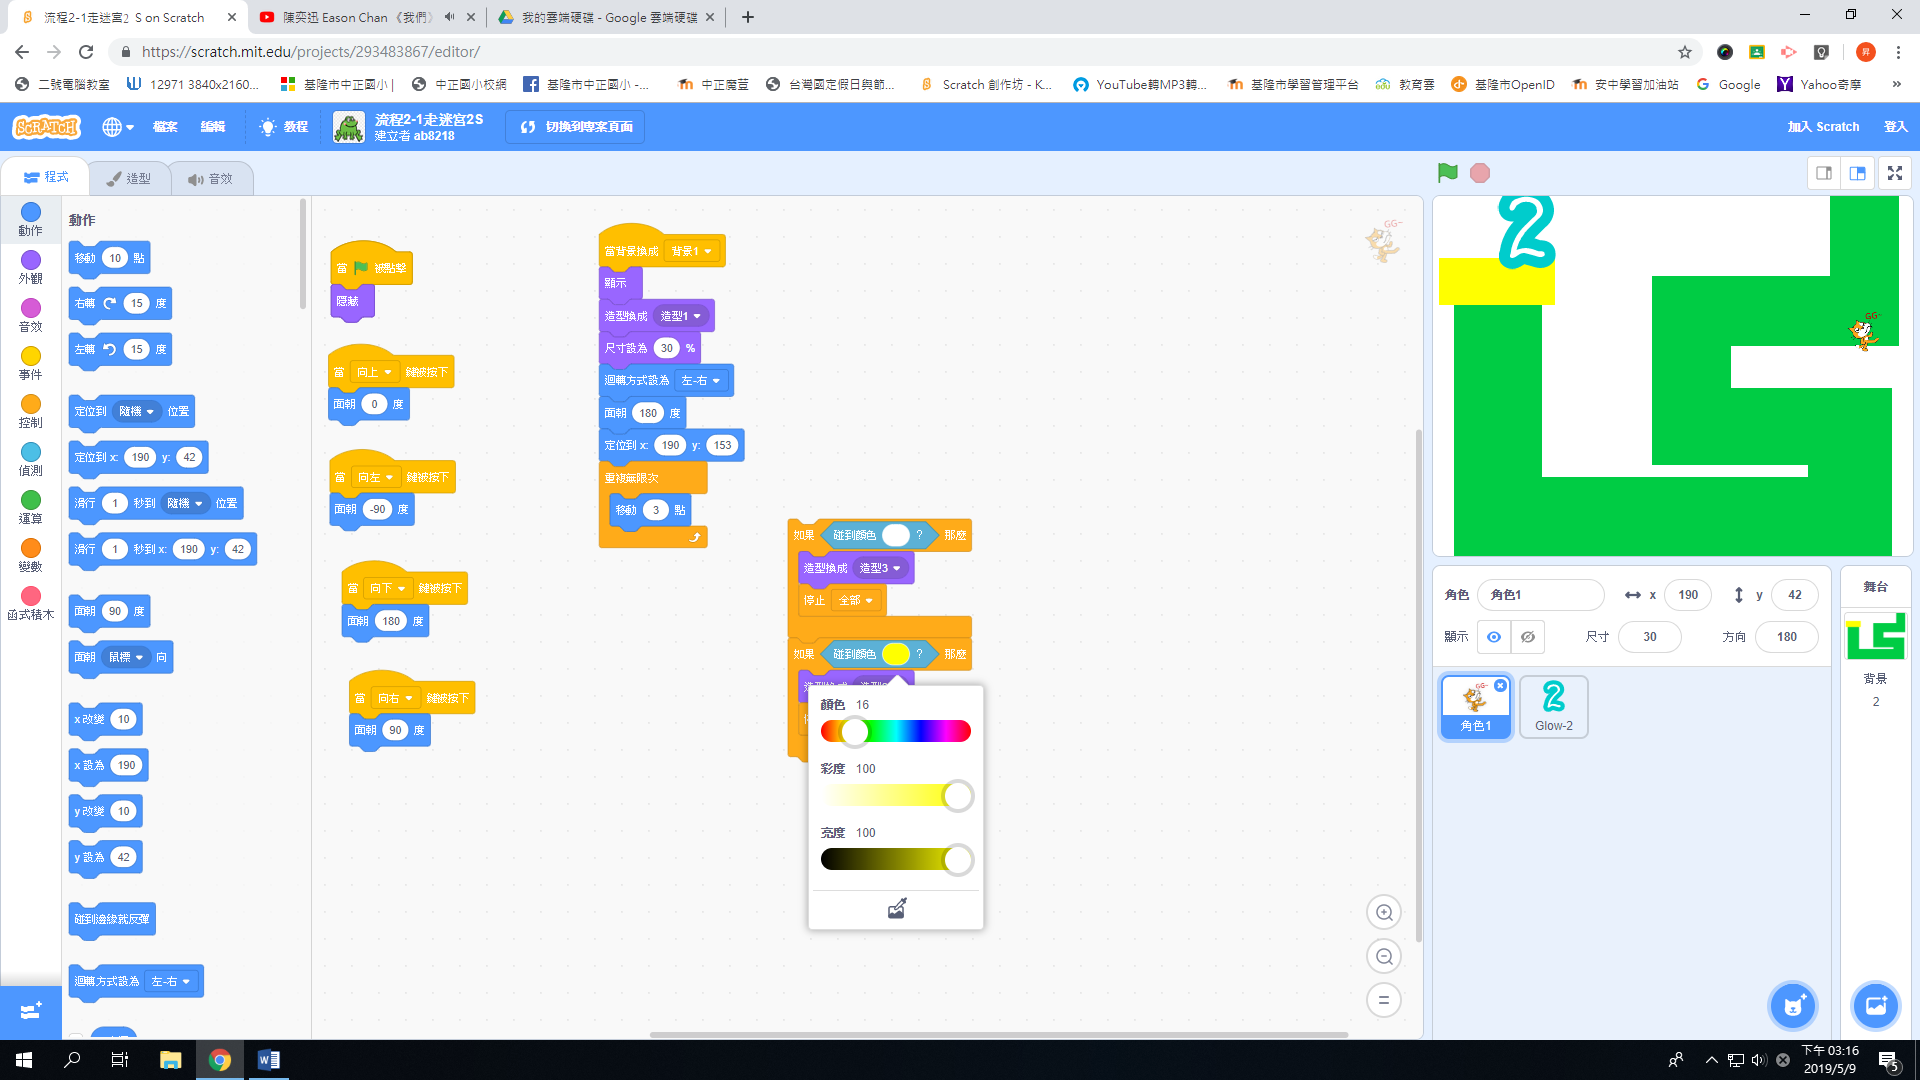 流程2-1走迷宮2 S on Scratch
陳奕迅 Eason Chan 《我們》
我的雲端硬碟 - Google 雲端硬碟
https://scratch.mit.edu/projects/293483867/editor/
昇
二號電腦教室
12971 3840x2160...
基隆市中正國小 |
中正國小校網
基隆市中正國小 -...
中正魔荳
台灣國定假日與節...
Scratch 創作坊 - K...
YouTube轉MP3轉...
基隆市學習管理平台
教育雲
基隆市OpenID
安中學習加油站
Google
Yahoo奇摩
»
SCRATCH
檔案
編輯
教程
流程2-1走迷宮2S
建立者 ab8218
切換到專案頁面
加入 Scratch
登入
程式
造型
音效
動作
外觀
音效
事件
控制
偵測
運算
變數
函式積木
動作
移動 10 點
右轉 15 度
左轉 15 度
定位到 隨機 位置
定位到 x: 190 y: 42
滑行 1 秒到 隨機 位置
滑行 1 秒到 x: 190 y: 42
面朝 90 度
面朝 鼠標 向
x 改變 10
x 設為 190
y 改變 10
y 設為 42
碰到邊緣就反彈
迴轉方式設為 左-右
當 被點擊
隱藏
當 向上 鍵被按下
面朝 0 度
當 向左 鍵被按下
面朝 -90 度
當 向下 鍵被按下
面朝 180 度
當 向右 鍵被按下
面朝 90 度
當背景換成 背景1
顯示
造型換成 造型1
尺寸設為 30 %
迴轉方式設為 左-右
面朝 180 度
定位到 x: 190 y: 153
重複無限次
移動 3 點
如果 碰到顏色 ? 那麼
造型換成 造型3
停止 全部
如果 碰到顏色 ? 那麼
顏色 16
彩度 100
亮度 100
GG~
2
GG~
角色 角色1
x 190
y 42
顯示
尺寸 30
方向 180
GG~
角色1
2
Glow-2
舞台
背景
2
下午 03:16
2019/5/9
5